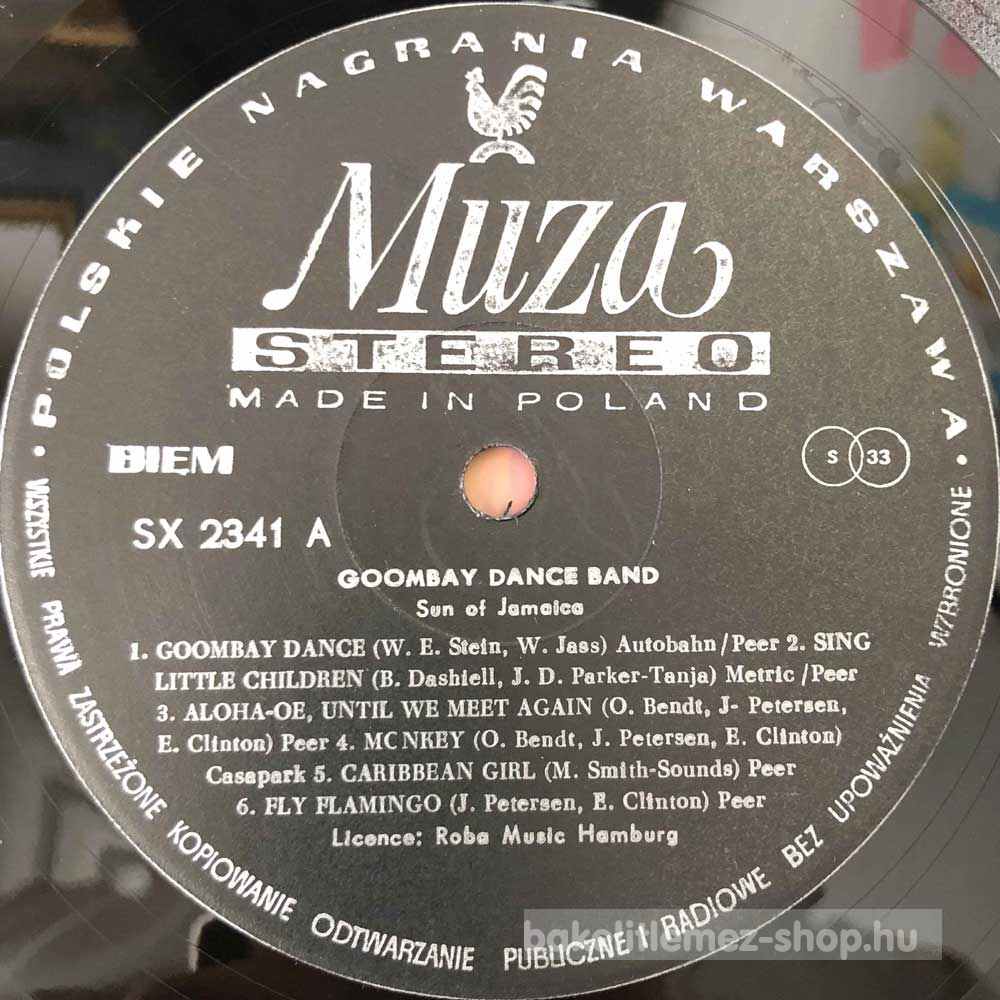 • POLSKIE NAGRANIA WARSZAWA •
Muza
STEREO
MADE IN POLAND
BIEM
S 33
SX 2341 A
GOOMBAY DANCE BAND
Sun of Jamaica
1. GOOMBAY DANCE (W. E. Stein, W. Jass) Autobahn/Peer 2. SING
LITTLE CHILDREN (B. Dashiell, J. D. Parker-Tanja) Metric/Peer
3. ALOHA-OE, UNTIL WE MEET AGAIN (O. Bendt, J- Petersen,
E. Clinton) Peer 4. MCNKEY (O. Bendt, J. Petersen, E. Clinton)
Casapark 5. CARIBBEAN GIRL (M. Smith-Sounds) Peer
6. FLY FLAMINGO (J. Petersen, E. Clinton) Peer
Licence: Roba Music Hamburg
WSZYSTKIE PRAWA ZASTRZEŻONE KOPIOWANIE ODTWARZANIE PUBLICZNE I RADIOWE BEZ UPOWAŻNIENIA WZBRONIONE
bakelitlemez-shop.hu